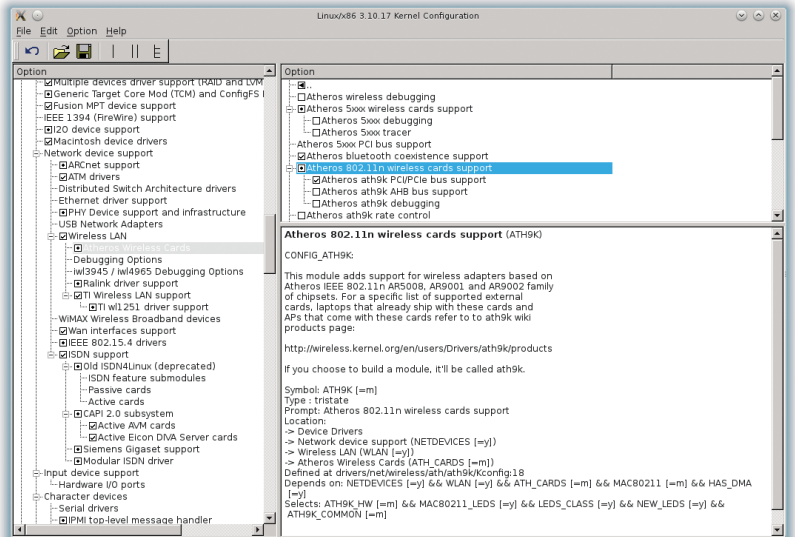 Linux/x86 3.10.17 Kernel Configuration
File Edit Option Help
Option
Multiple devices driver support (RAID and LVM
Generic Target Core Mod (TCM) and ConfigFS I
Fusion MPT device support
IEEE 1394 (FireWire) support
I2O device support
Macintosh device drivers
Network device support
ARCnet support
ATM drivers
Distributed Switch Architecture drivers
Ethernet driver support
PHY Device support and infrastructure
USB Network Adapters
Wireless LAN
Atheros Wireless Cards
Debugging Options
iwl3945 / iwl4965 Debugging Options
Ralink driver support
TI Wireless LAN support
TI wl1251 driver support
WiMAX Wireless Broadband devices
Wan interfaces support
IEEE 802.15.4 drivers
ISDN support
Old ISDN4Linux (deprecated)
ISDN feature submodules
Passive cards
Active cards
CAPI 2.0 subsystem
Active AVM cards
Active Eicon DIVA Server cards
Siemens Gigaset support
Modular ISDN driver
Input device support
Hardware I/O ports
Character devices
Serial drivers
IPMI top-level message handler
Option
..
Atheros wireless debugging
Atheros 5xxx wireless cards support
Atheros 5xxx debugging
Atheros 5xxx tracer
Atheros 5xxx PCI bus support
Atheros bluetooth coexistence support
Atheros 802.11n wireless cards support
Atheros ath9k PCI/PCIe bus support
Atheros ath9k AHB bus support
Atheros ath9k debugging
Atheros ath9k rate control
Atheros 802.11n wireless cards support (ATH9K)
CONFIG_ATH9K:
This module adds support for wireless adapters based on
Atheros IEEE 802.11n AR5008, AR9001 and AR9002 family
of chipsets. For a specific list of supported external
cards, laptops that already ship with these cards and
APs that come with these cards refer to to ath9k wiki
products page:
http://wireless.kernel.org/en/users/Drivers/ath9k/products
If you choose to build a module, it'll be called ath9k.
Symbol: ATH9K [=m]
Type : tristate
Prompt: Atheros 802.11n wireless cards support
Location:
-> Device Drivers
-> Network device support (NETDEVICES [=y])
-> Wireless LAN (WLAN [=y])
-> Atheros Wireless Cards (ATH_CARDS [=m])
Defined at drivers/net/wireless/ath/ath9k/Kconfig:18
Depends on: NETDEVICES [=y] && WLAN [=y] && ATH_CARDS [=m] && MAC80211 [=m] && HAS_DMA
[=y]
Selects: ATH9K_HW [=m] && MAC80211_LEDS [=y] && LEDS_CLASS [=y] && NEW_LEDS [=y] &&
ATH9K_COMMON [=m]